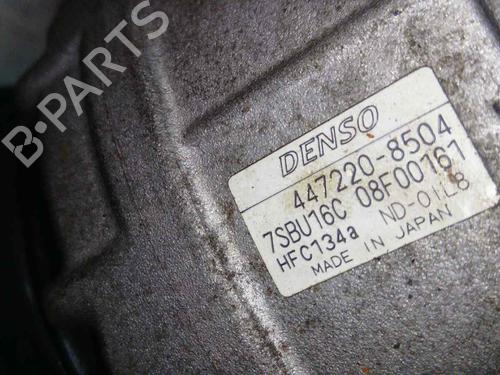 B·PARTS
DENSO
447220-8504
7SBU16C 08F00161
HFC134a ND-OIL8
MADE IN JAPAN